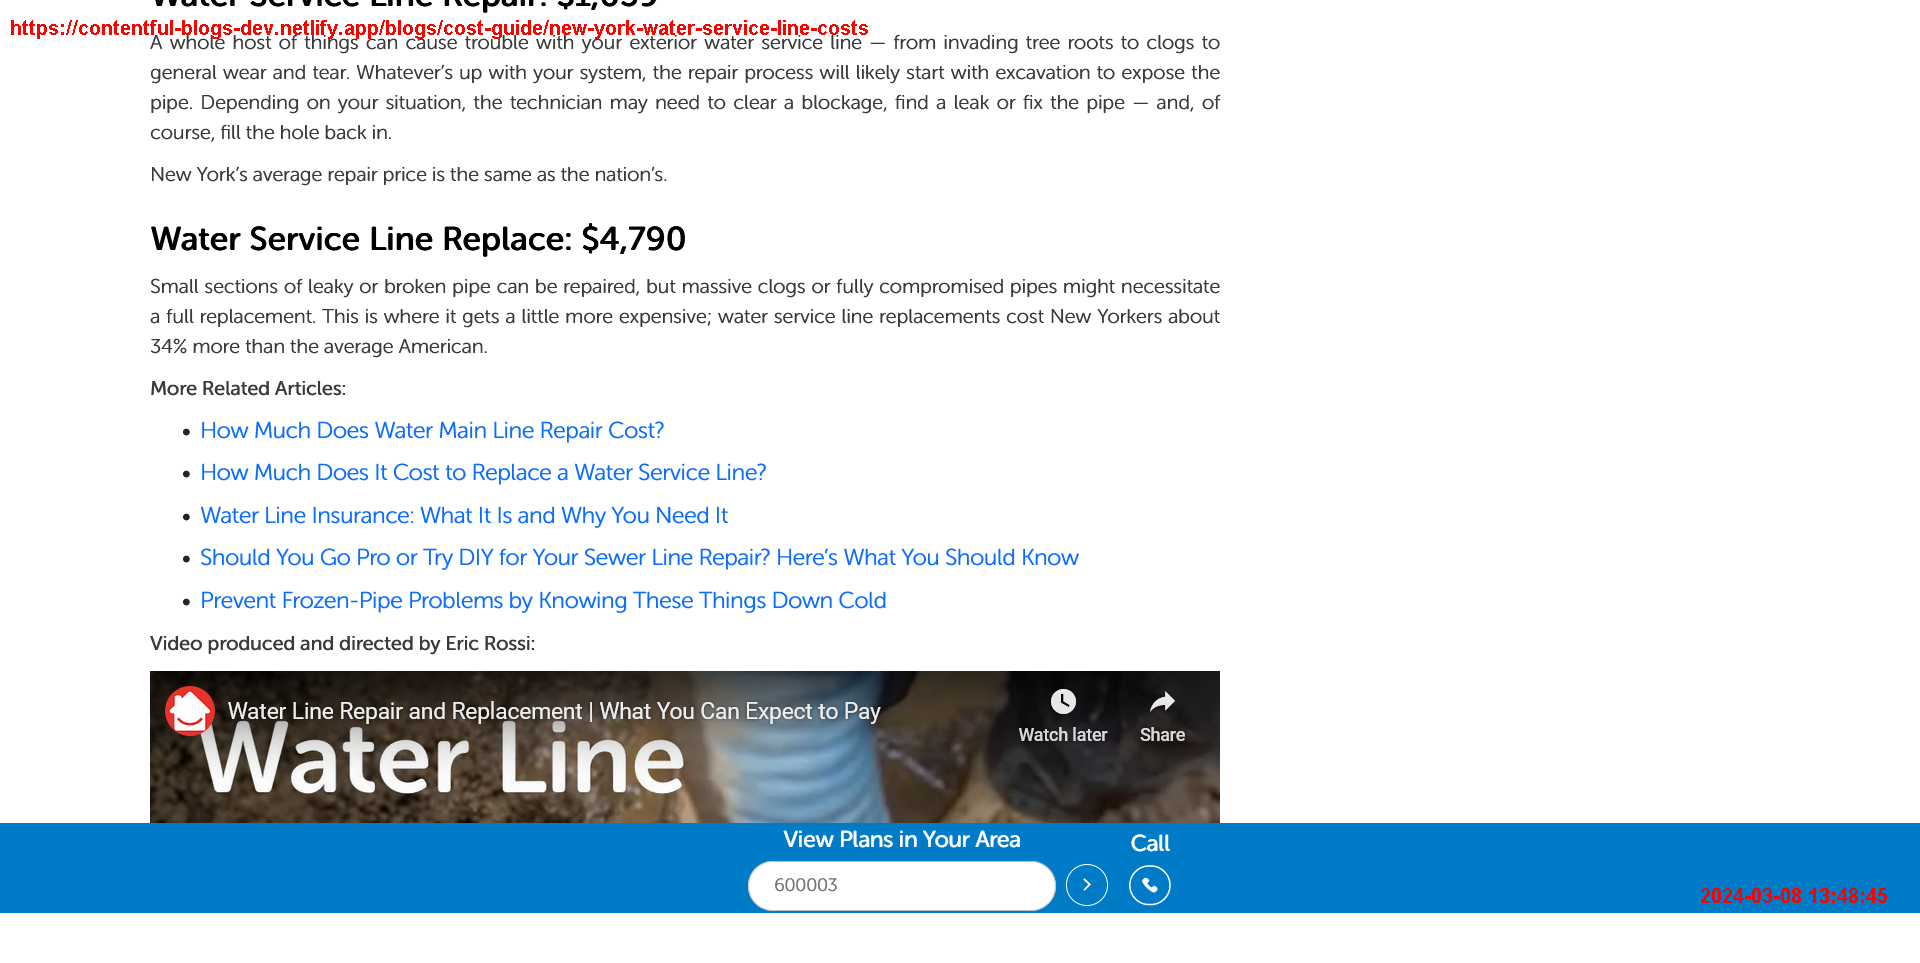 Water Service Line Repair: $1,059
https://contentful-blogs-dev.netlify.app/blogs/cost-guide/new-york-water-service-line-costs
A whole host of things can cause trouble with your exterior water service line — from invading tree roots to clogs to
general wear and tear. Whatever’s up with your system, the repair process will likely start with excavation to expose the
pipe. Depending on your situation, the technician may need to clear a blockage, find a leak or fix the pipe — and, of
course, fill the hole back in.
New York’s average repair price is the same as the nation’s.
Water Service Line Replace: $4,790
Small sections of leaky or broken pipe can be repaired, but massive clogs or fully compromised pipes might necessitate
a full replacement. This is where it gets a little more expensive; water service line replacements cost New Yorkers about
34% more than the average American.
More Related Articles:
How Much Does Water Main Line Repair Cost?
How Much Does It Cost to Replace a Water Service Line?
Water Line Insurance: What It Is and Why You Need It
Should You Go Pro or Try DIY for Your Sewer Line Repair? Here’s What You Should Know
Prevent Frozen-Pipe Problems by Knowing These Things Down Cold
Video produced and directed by Eric Rossi:
Water Line Repair and Replacement | What You Can Expect to Pay
Watch later
Share
Water Line
View Plans in Your Area
Call
600003
2024-03-08 13:48:45